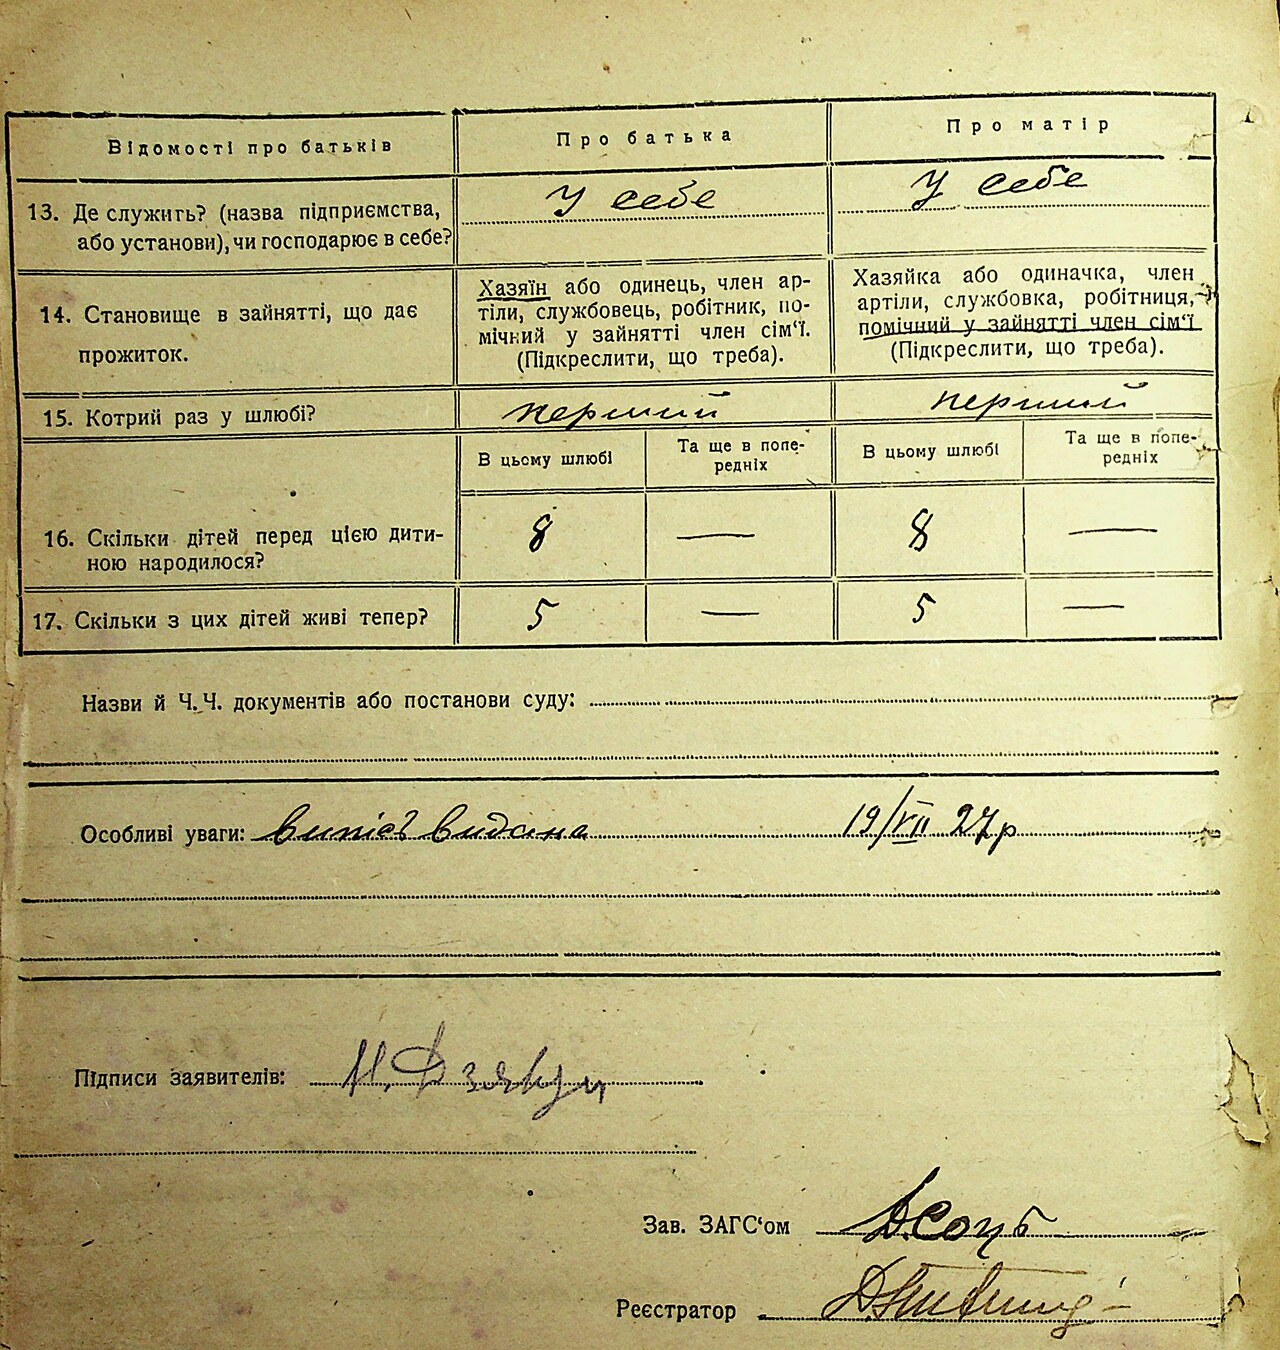 Відомості про батьків
Про батька
Про матір
13. Де служить? (назва підприємства,
або установи), чи господарює в себе?
У себе
У себе
14. Становище в зайнятті, що дає
прожиток.
Хазяїн або одинець, член ар-
тіли, службовець, робітник, по-
мічний у зайнятті член сім‘ї.
(Підкреслити, що треба).
Хазяйка або одиначка, член
артіли, службовка, робітниця,
помічний у зайнятті член сім‘ї
(Підкреслити, що треба).
15. Котрий раз у шлюбі?
перший
перший
В цьому шлюбі
Та ще в попе-
редніх
В цьому шлюбі
Та ще в попе-
редніх
16. Скільки дітей перед цією дити-
ною народилося?
8 — 8 —
17. Скільки з цих дітей живі тепер?
5 — 5 —
Назви й Ч.Ч. документів або постанови суду:
Особливі уваги: випись видана 19/VII 27р
Підписи заявителів:
Зав. ЗАГС‘ом
Реєстратор